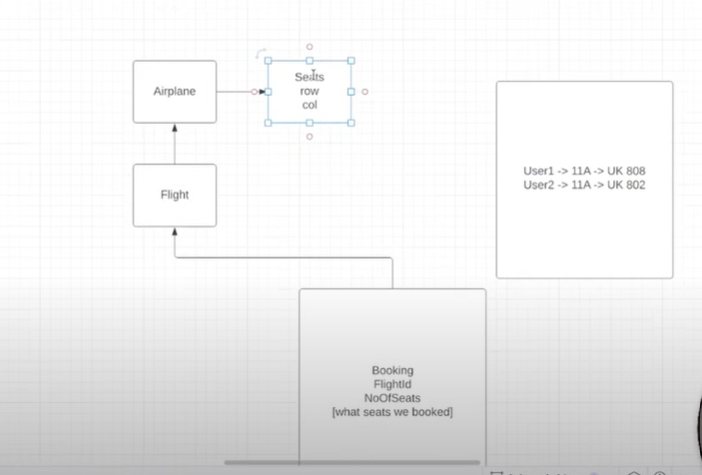 Airplane
Seats
row
col
User1 -> 11A -> UK 808
User2 -> 11A -> UK 802
Flight
Booking
FlightId
NoOfSeats
[what seats we booked]